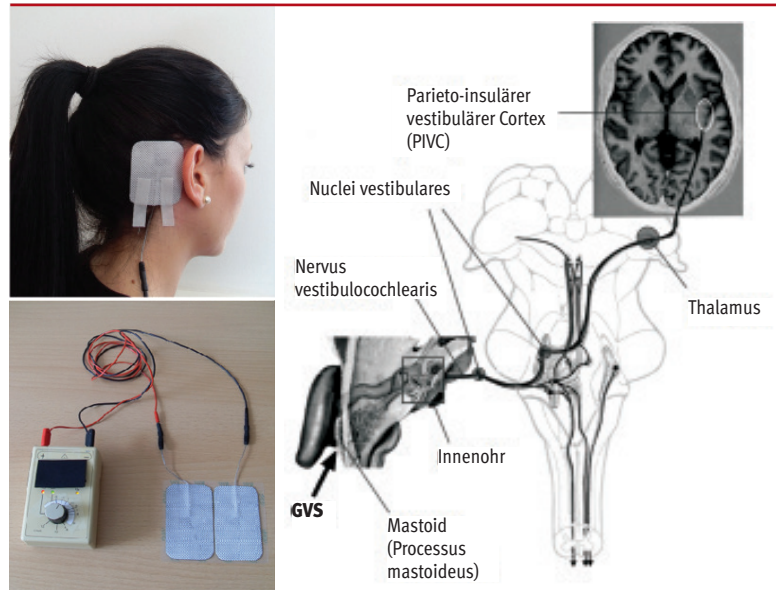 Parieto-insulärer
vestibulärer Cortex
(PIVC)
Nuclei vestibulares
Nervus
vestibulocochlearis
Thalamus
Innenohr
GVS
Mastoid
(Processus
mastoideus)